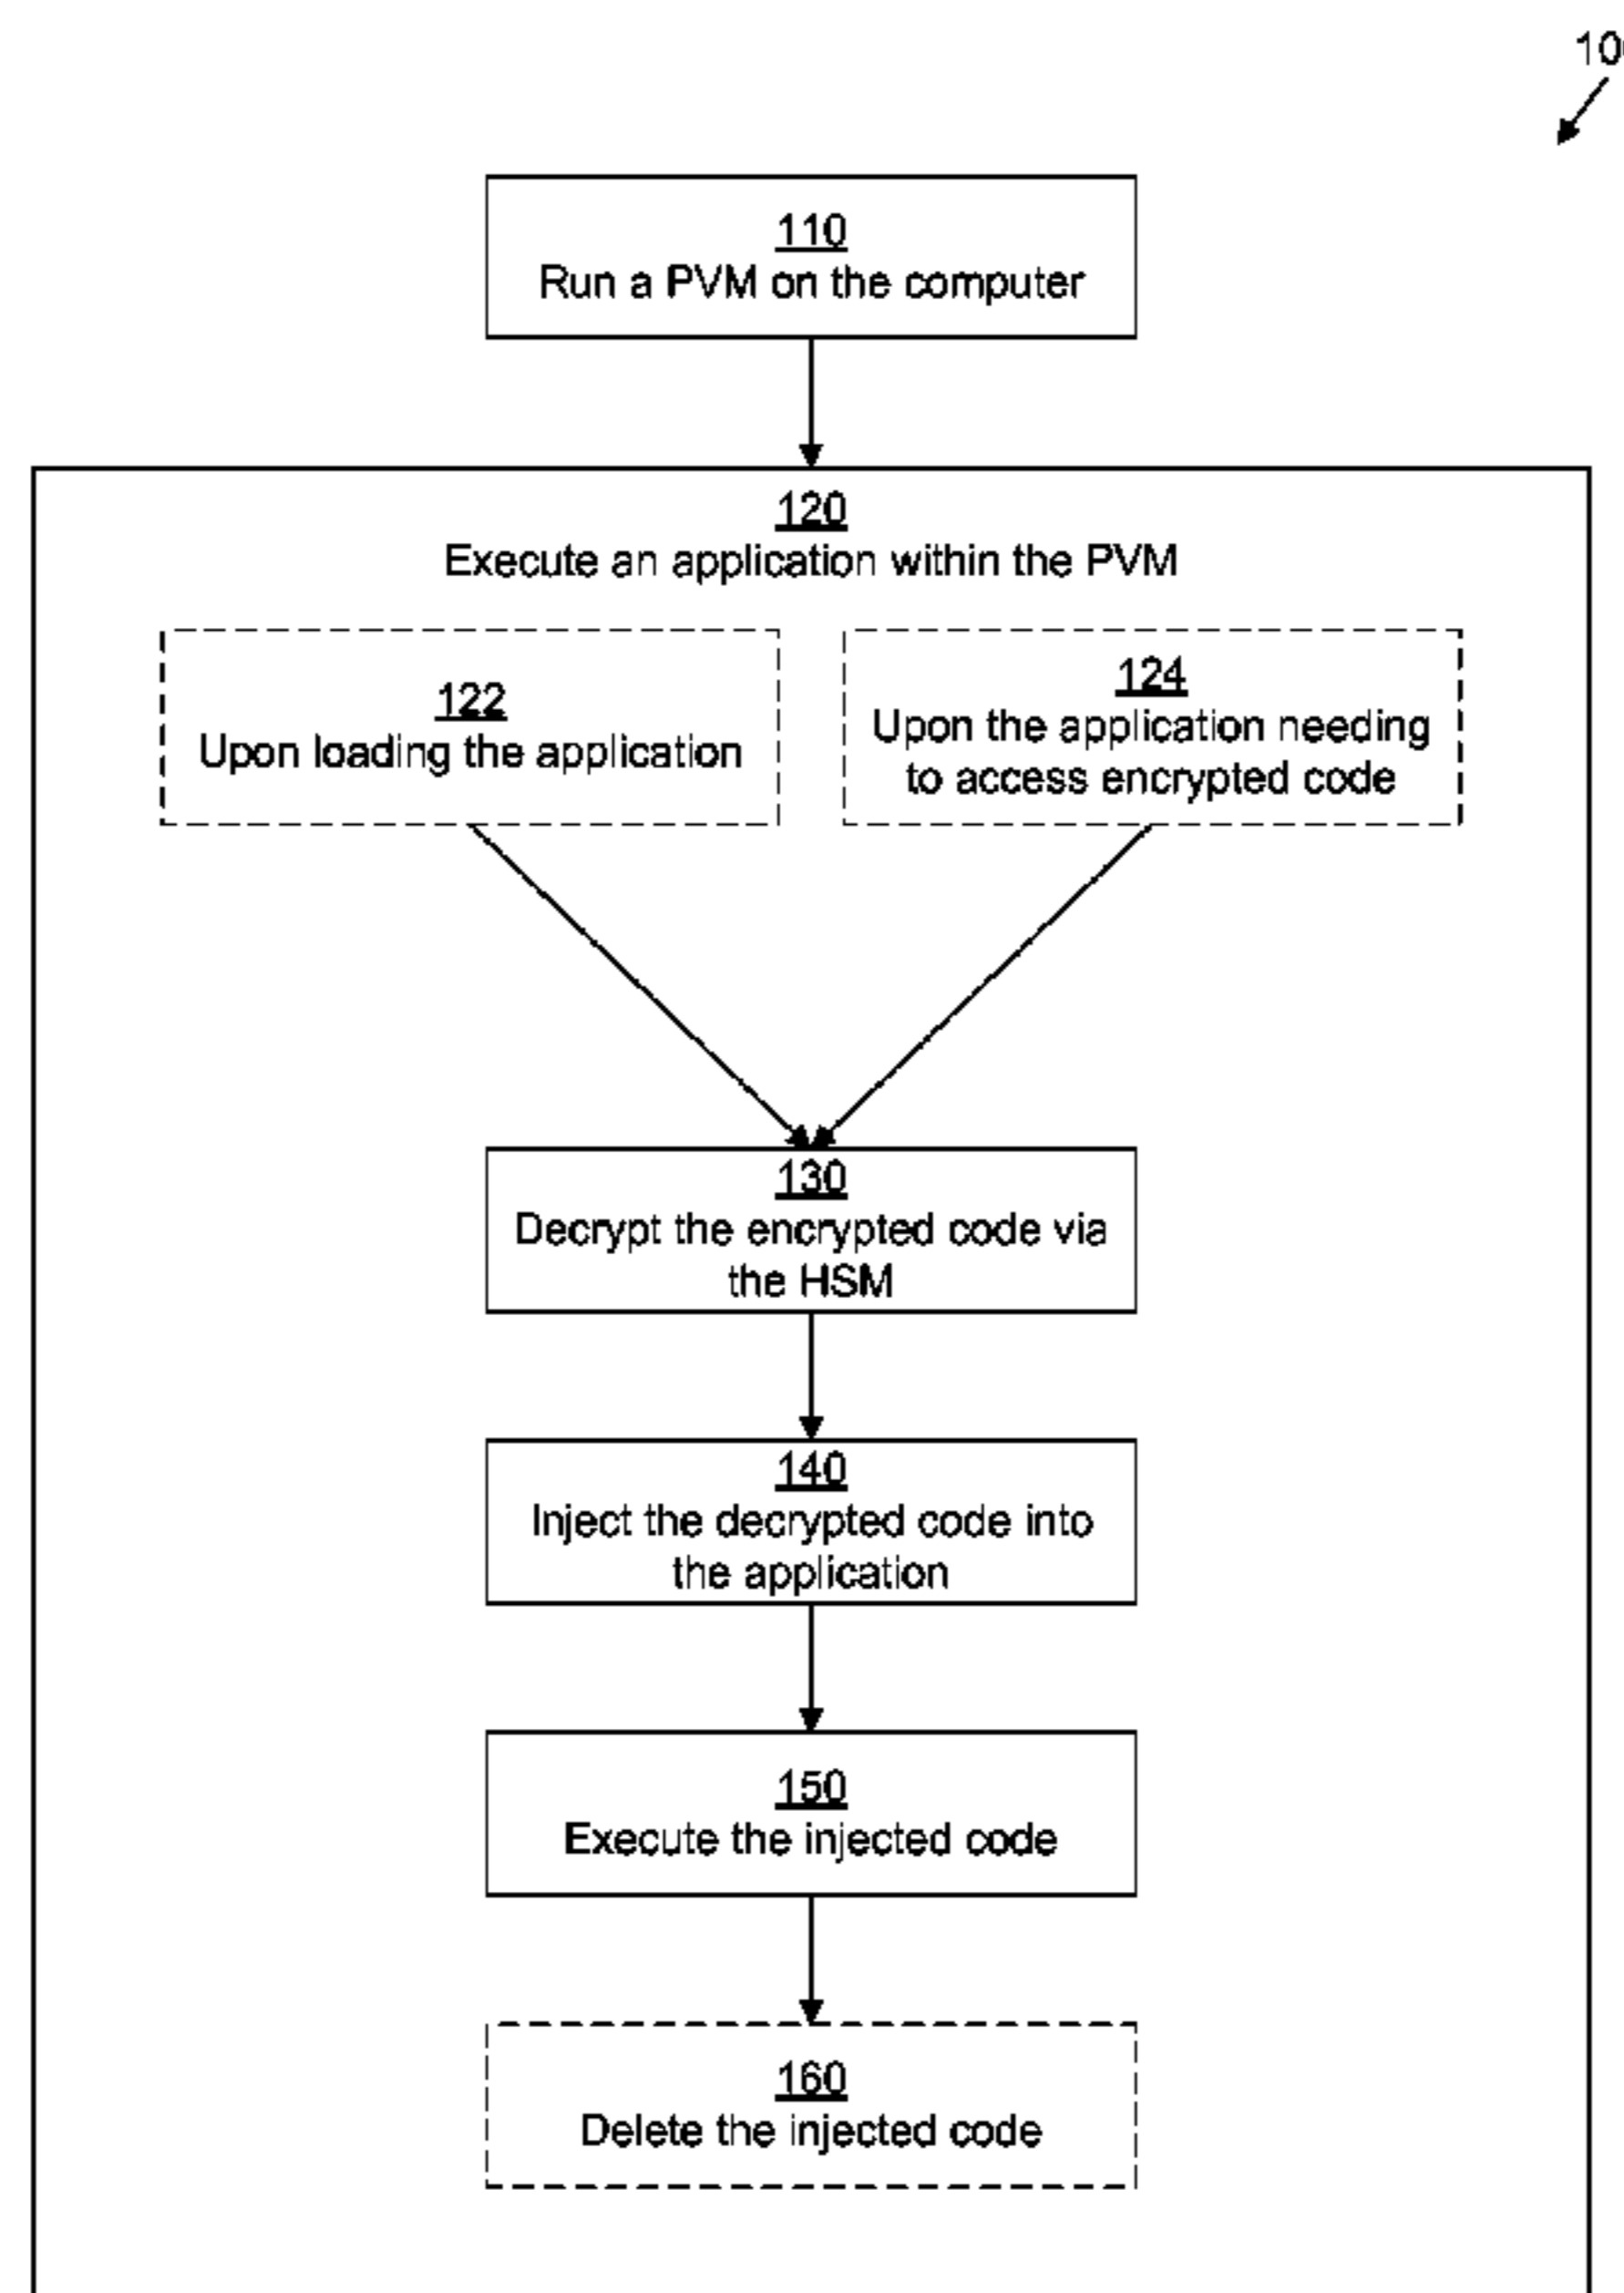 110
Run a PVM on the computer
120
Execute an application within the PVM
122
Upon loading the application
124
Upon the application needing
to access encrypted code
130
Decrypt the encrypted code via
the HSM
140
Inject the decrypted code into
the application
150
Execute the injected code
160
Delete the injected code